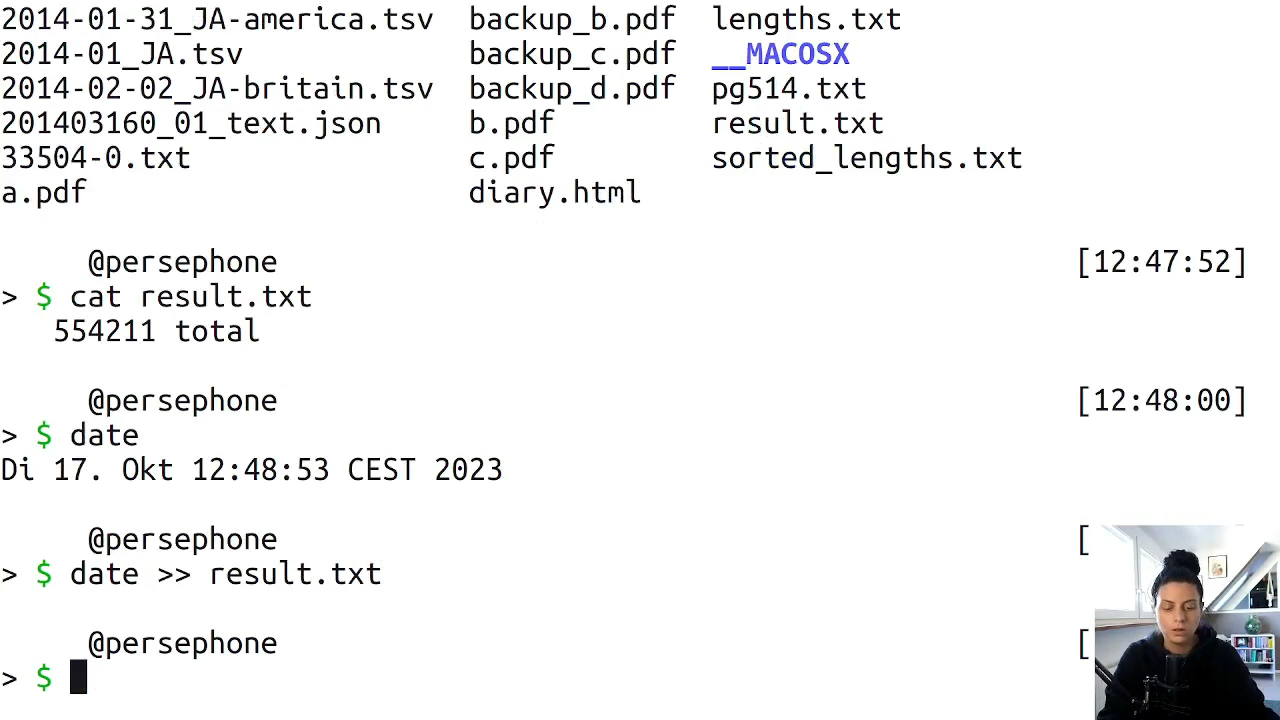 2014-01-31_JA-america.tsv backup_b.pdf lengths.txt
2014-01_JA.tsv backup_c.pdf __MACOSX
2014-02-02_JA-britain.tsv backup_d.pdf pg514.txt
201403160_01_text.json b.pdf result.txt
33504-0.txt c.pdf sorted_lengths.txt
a.pdf diary.html
@persephone [12:47:52]
> $ cat result.txt
554211 total
@persephone [12:48:00]
> $ date
Di 17. Okt 12:48:53 CEST 2023
@persephone [
> $ date >> result.txt
@persephone [
> $